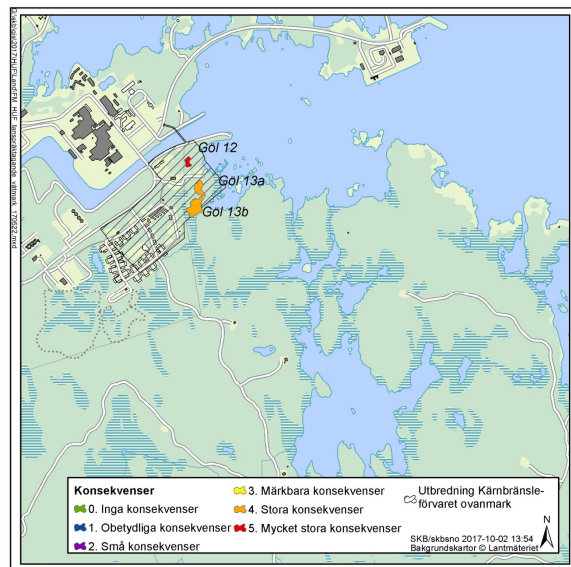 Göl 12
Göl 13a
Göl 13b
Konsekvenser
0. Inga konsekvenser
1. Obetydliga konsekvenser
2. Små konsekvenser
3. Märkbara konsekvenser
4. Stora konsekvenser
5. Mycket stora konsekvenser
Utbredning Kärnbränsle-
förvaret ovanmark
N
SKB/skbsno 2017-10-02 13:54
Bakgrundskartor © Lantmäteriet